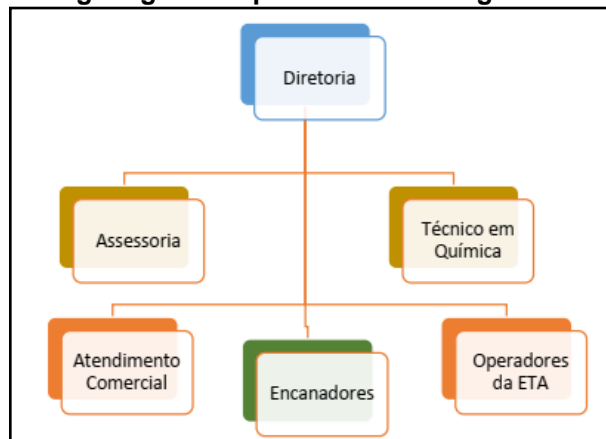 Diretoria
Assessoria
Técnico em
Química
Atendimento
Comercial
Encanadores
Operadores
da ETA